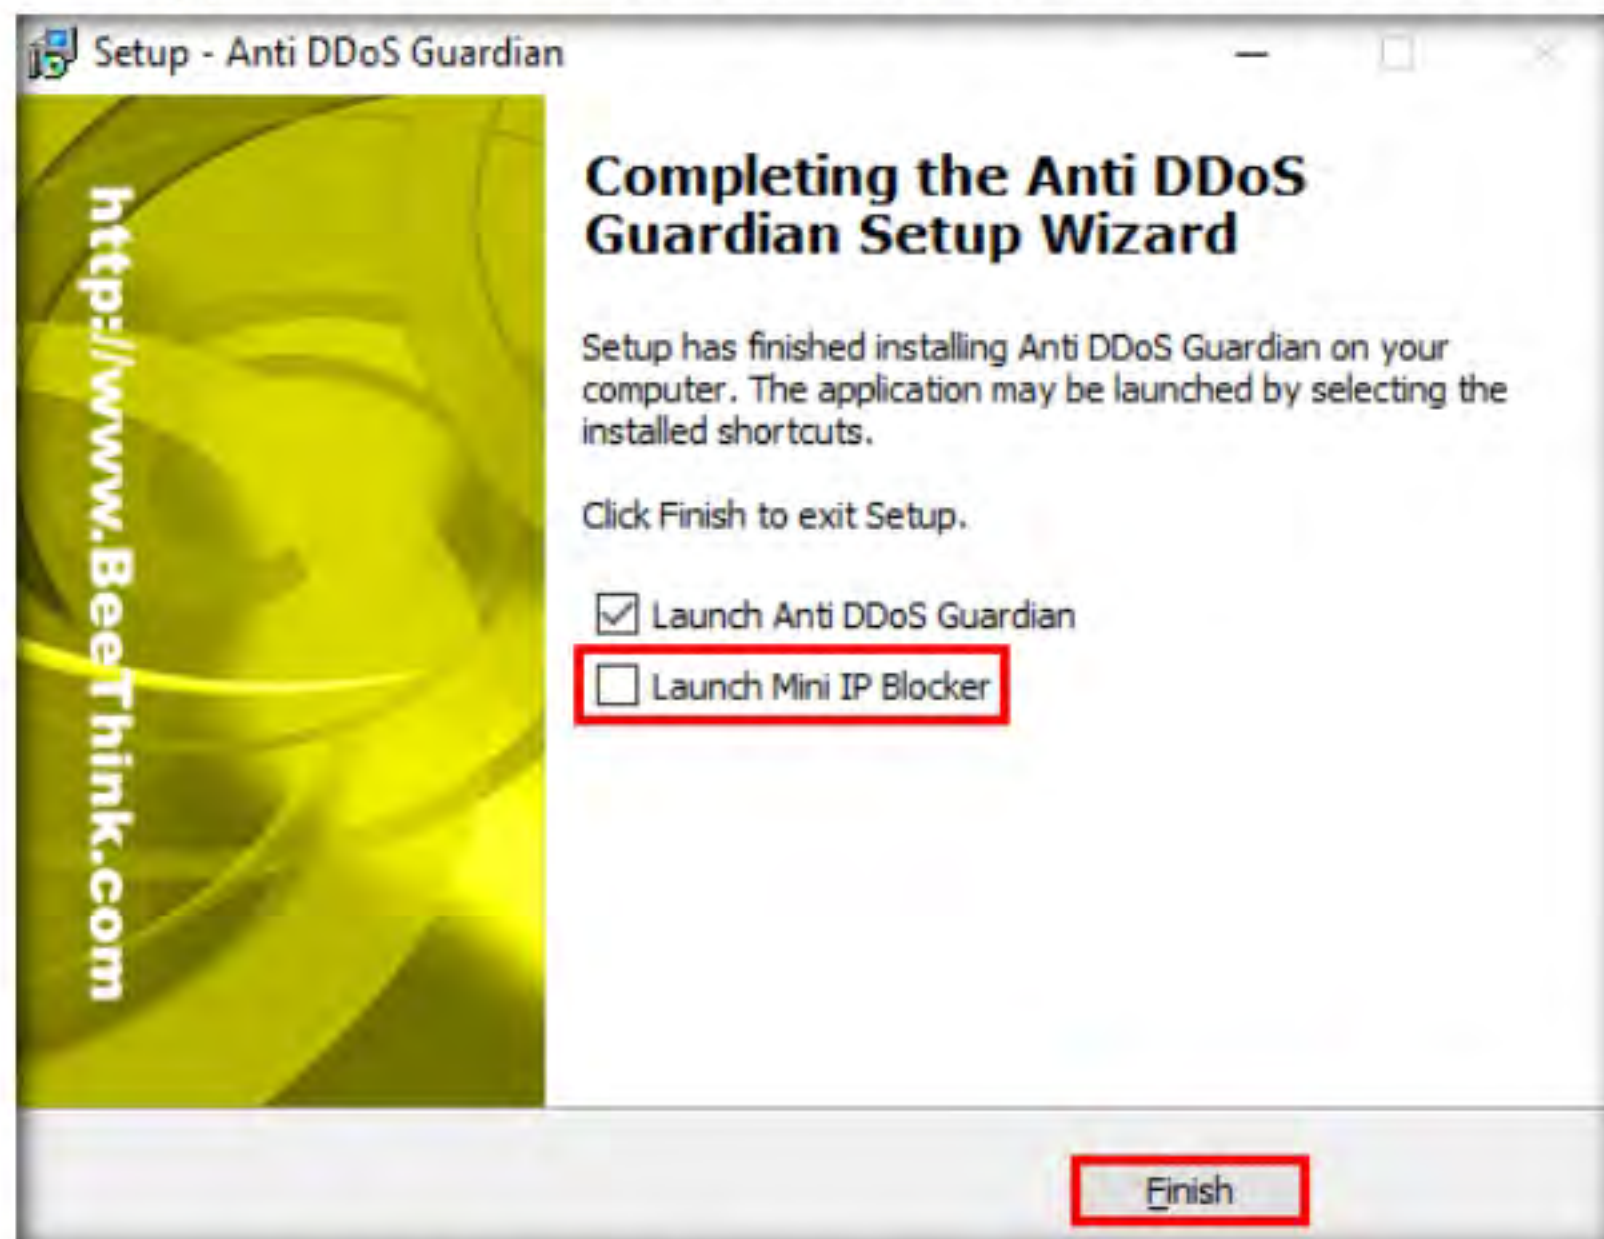 Setup - Anti DDoS Guardian
http://www.BeeThink.com
Completing the Anti DDoS
Guardian Setup Wizard
Setup has finished installing Anti DDoS Guardian on your
computer. The application may be launched by selecting the
installed shortcuts.
Click Finish to exit Setup.
Launch Anti DDoS Guardian
Launch Mini IP Blocker
Finish